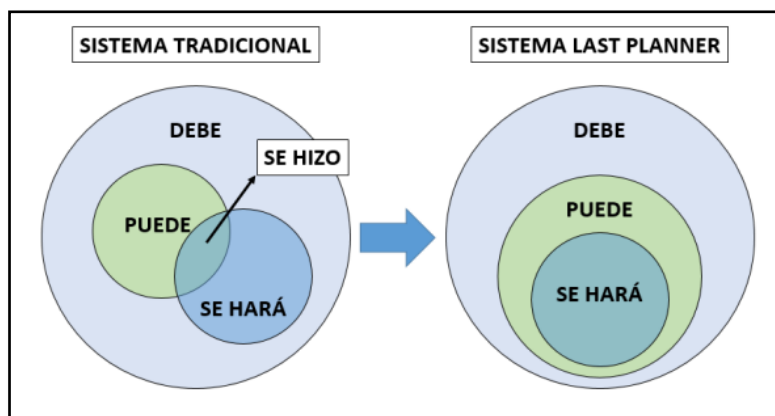 SISTEMA TRADICIONAL
DEBE
SE HIZO
PUEDE
SE HARÁ
SISTEMA LAST PLANNER
DEBE
PUEDE
SE HARÁ